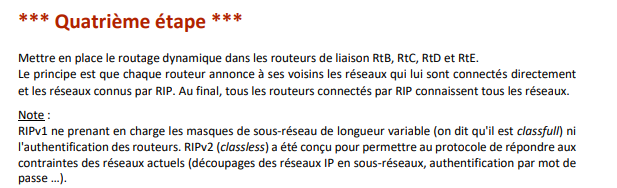 *** Quatrième étape ***
Mettre en place le routage dynamique dans les routeurs de liaison RtB, RtC, RtD et RtE.
Le principe est que chaque routeur annonce à ses voisins les réseaux qui lui sont connectés directement
et les réseaux connus par RIP. Au final, tous les routeurs connectés par RIP connaissent tous les réseaux.
Note :
RIPv1 ne prenant en charge les masques de sous-réseau de longueur variable (on dit qu'il est classfull) ni
l'authentification des routeurs. RIPv2 (classless) a été conçu pour permettre au protocole de répondre aux
contraintes des réseaux actuels (découpages des réseaux IP en sous-réseaux, authentification par mot de
passe ...).